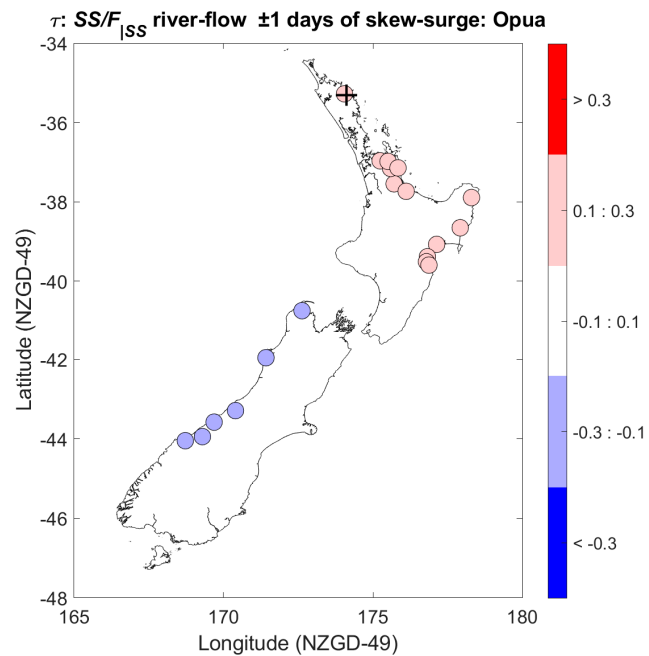 τ: SS/F|SS river-flow ±1 days of skew-surge: Opua
-34
-36
-38
-40
-42
-44
-46
-48
Latitude (NZGD-49)
165
170
175
180
Longitude (NZGD-49)
> 0.3
0.1 : 0.3
-0.1 : 0.1
-0.3 : -0.1
< -0.3